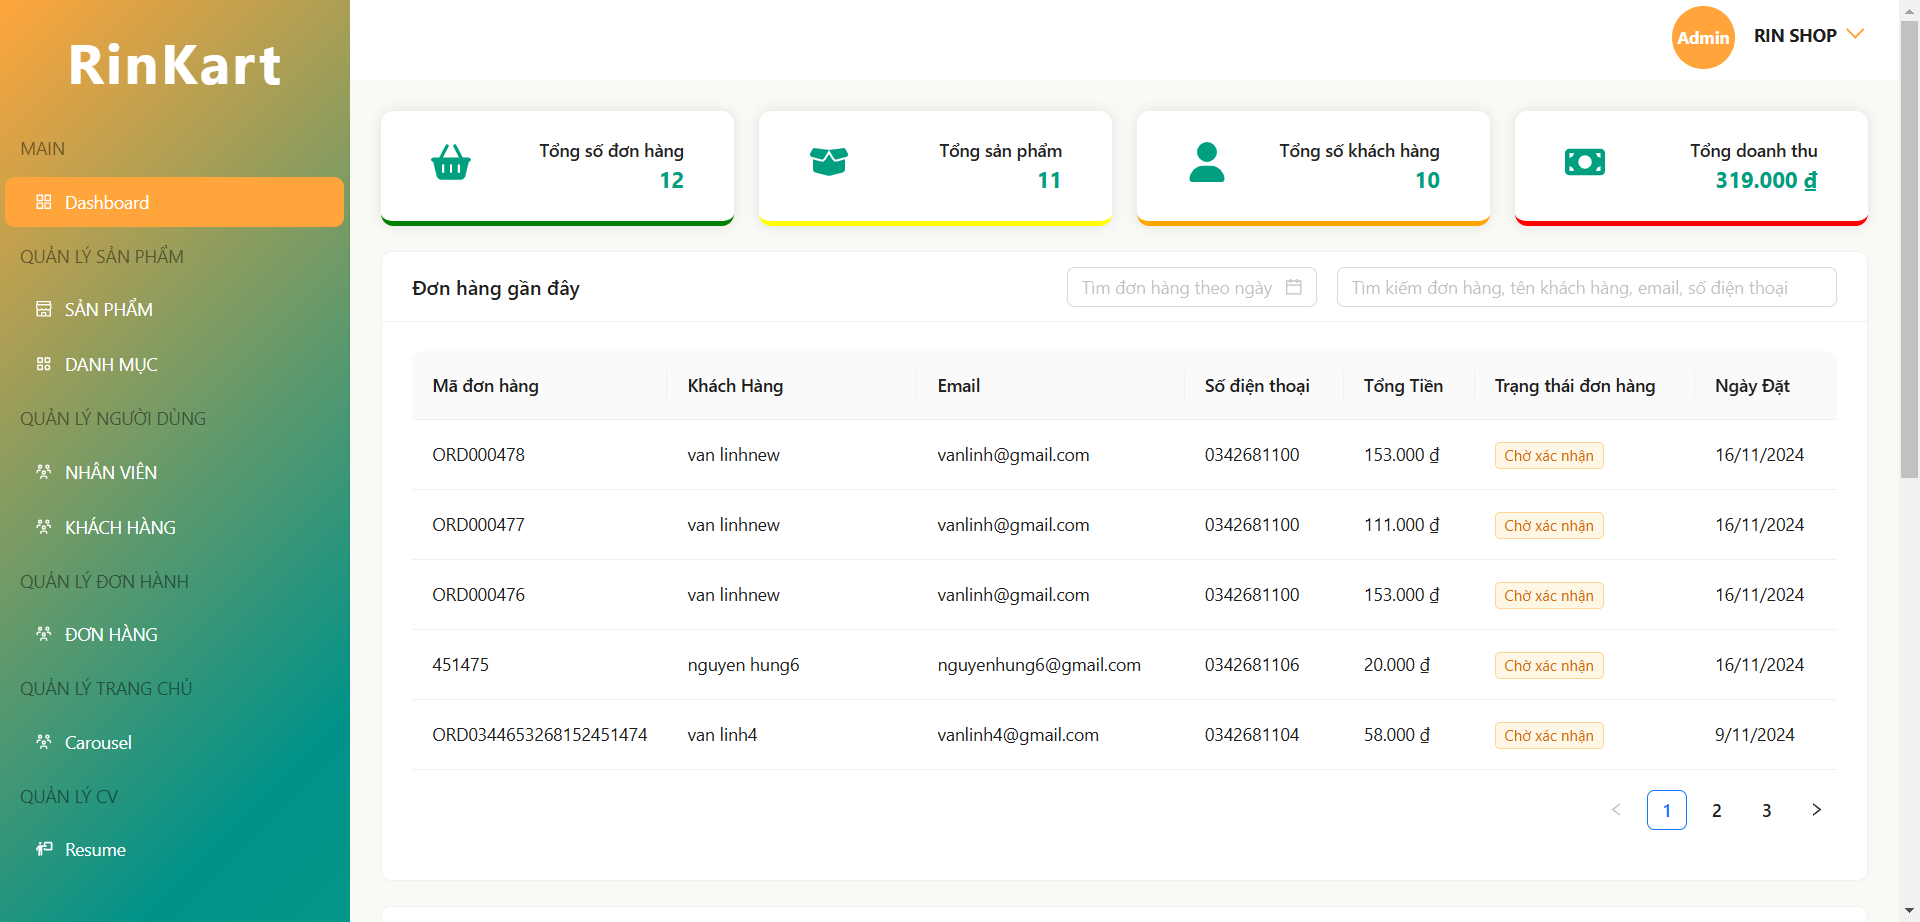 RinKart
MAIN
Dashboard
QUẢN LÝ SẢN PHẨM
SẢN PHẨM
DANH MỤC
QUẢN LÝ NGƯỜI DÙNG
NHÂN VIÊN
KHÁCH HÀNG
QUẢN LÝ ĐƠN HÀNH
ĐƠN HÀNG
QUẢN LÝ TRANG CHỦ
Carousel
QUẢN LÝ CV
Resume
Admin RIN SHOP
Tổng số đơn hàng
12
Tổng sản phẩm
11
Tổng số khách hàng
10
Tổng doanh thu
319.000 ₫
Đơn hàng gần đây
Tìm đơn hàng theo ngày
Tìm kiếm đơn hàng, tên khách hàng, email, số điện thoại
Mã đơn hàng Khách Hàng Email Số điện thoại Tổng Tiền Trạng thái đơn hàng Ngày Đặt
ORD000478 van linhnew vanlinh@gmail.com 0342681100 153.000 ₫ Chờ xác nhận 16/11/2024
ORD000477 van linhnew vanlinh@gmail.com 0342681100 111.000 ₫ Chờ xác nhận 16/11/2024
ORD000476 van linhnew vanlinh@gmail.com 0342681100 153.000 ₫ Chờ xác nhận 16/11/2024
451475 nguyen hung6 nguyenhung6@gmail.com 0342681106 20.000 ₫ Chờ xác nhận 16/11/2024
ORD0344653268152451474 van linh4 vanlinh4@gmail.com 0342681104 58.000 ₫ Chờ xác nhận 9/11/2024
1 2 3